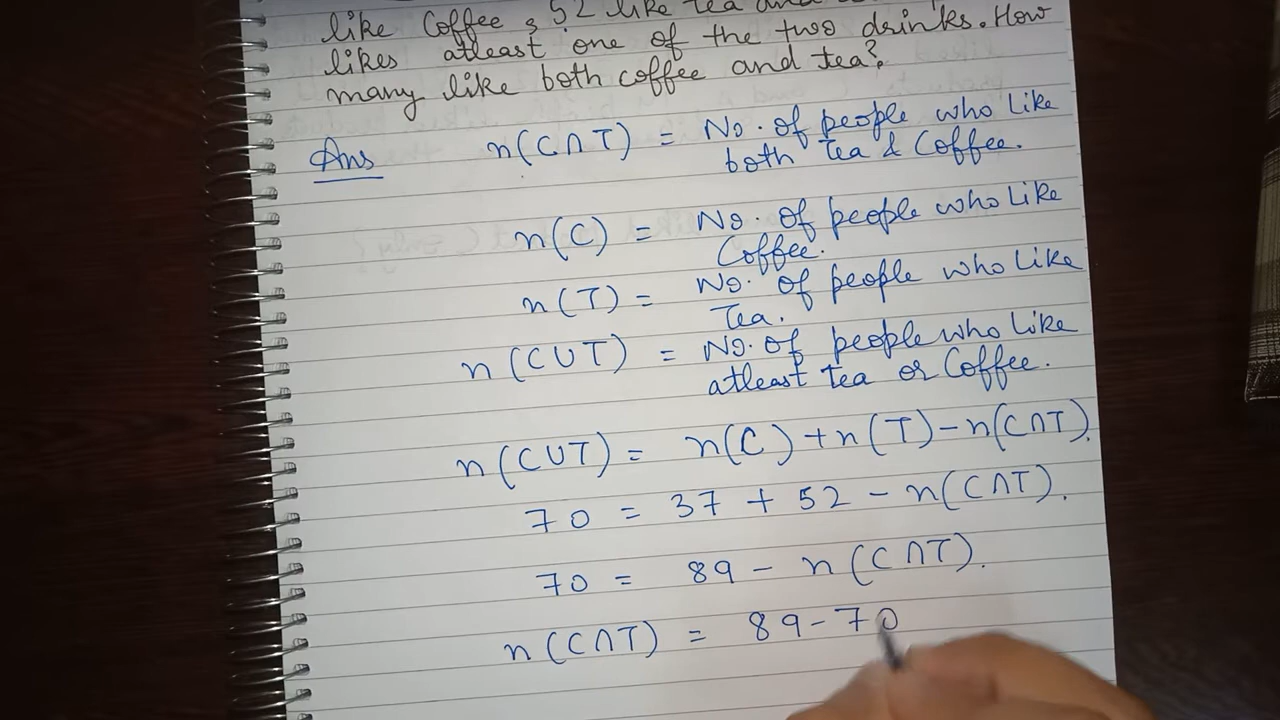 like Coffee, 52 like tea and
likes atleast one of the two drinks. How
many like both coffee and tea?
Ans n(C∩T) = No. of people who like
both Tea & Coffee.
n(C) = No. of people who Like
Coffee.
n(T) = No. of people who like
Tea.
n(CUT) = No. of people who like
atleast tea or Coffee.
n(CUT) = n(C) + n(T) - n(C∩T).
70 = 37 + 52 - n(C∩T).
70 = 89 - n(C∩T).
n(C∩T) = 89-70